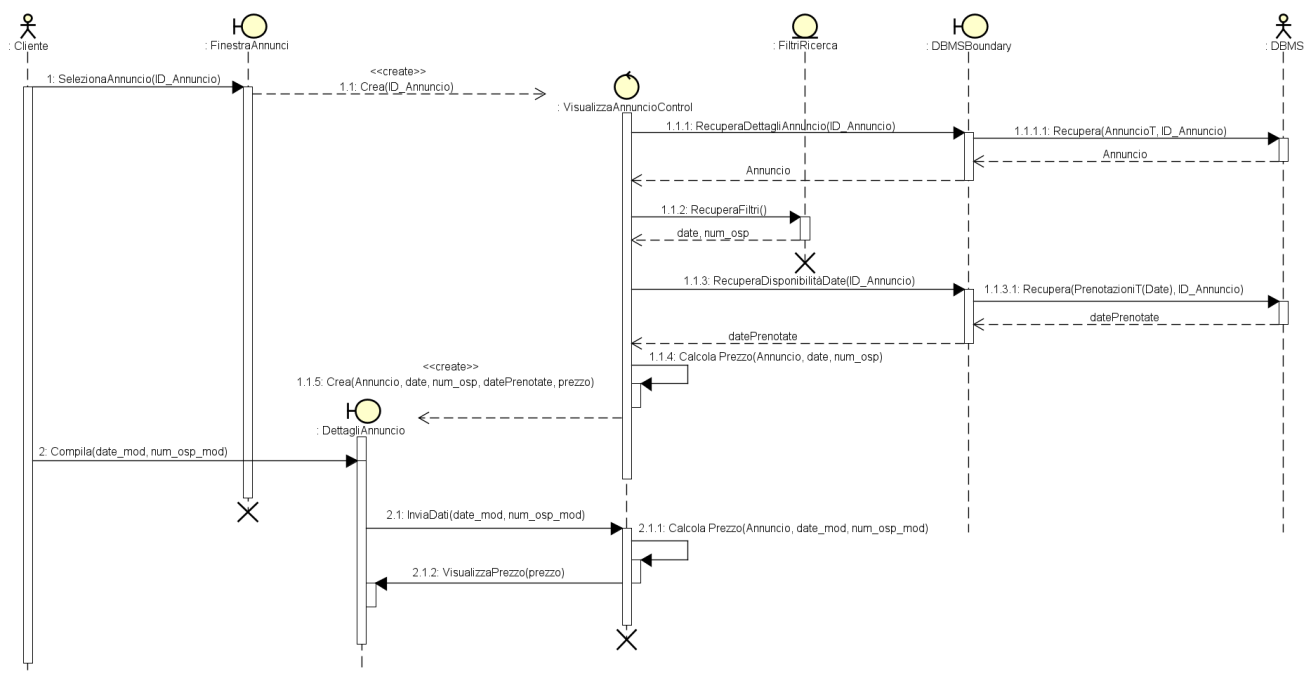 : Cliente
: FinestraAnnunci
: FiltriRicerca
: DBMSBoundary
: DBMS
1: SelezionaAnnuncio(ID_Annuncio)
<<create>>
1.1: Crea(ID_Annuncio)
: VisualizzaAnnuncioControl
1.1.1: RecuperaDettagliAnnuncio(ID_Annuncio)
1.1.1.1: Recupera(AnnuncioT, ID_Annuncio)
Annuncio
Annuncio
1.1.2: RecuperaFiltri()
date, num_osp
1.1.3: RecuperaDisponibilitàDate(ID_Annuncio)
1.1.3.1: Recupera(PrenotazioniT(Date), ID_Annuncio)
datePrenotate
datePrenotate
1.1.4: Calcola Prezzo(Annuncio, date, num_osp)
<<create>>
1.1.5: Crea(Annuncio, date, num_osp, datePrenotate, prezzo)
: DettagliAnnuncio
2: Compila(date_mod, num_osp_mod)
2.1: InviaDati(date_mod, num_osp_mod)
2.1.1: Calcola Prezzo(Annuncio, date_mod, num_osp_mod)
2.1.2: VisualizzaPrezzo(prezzo)